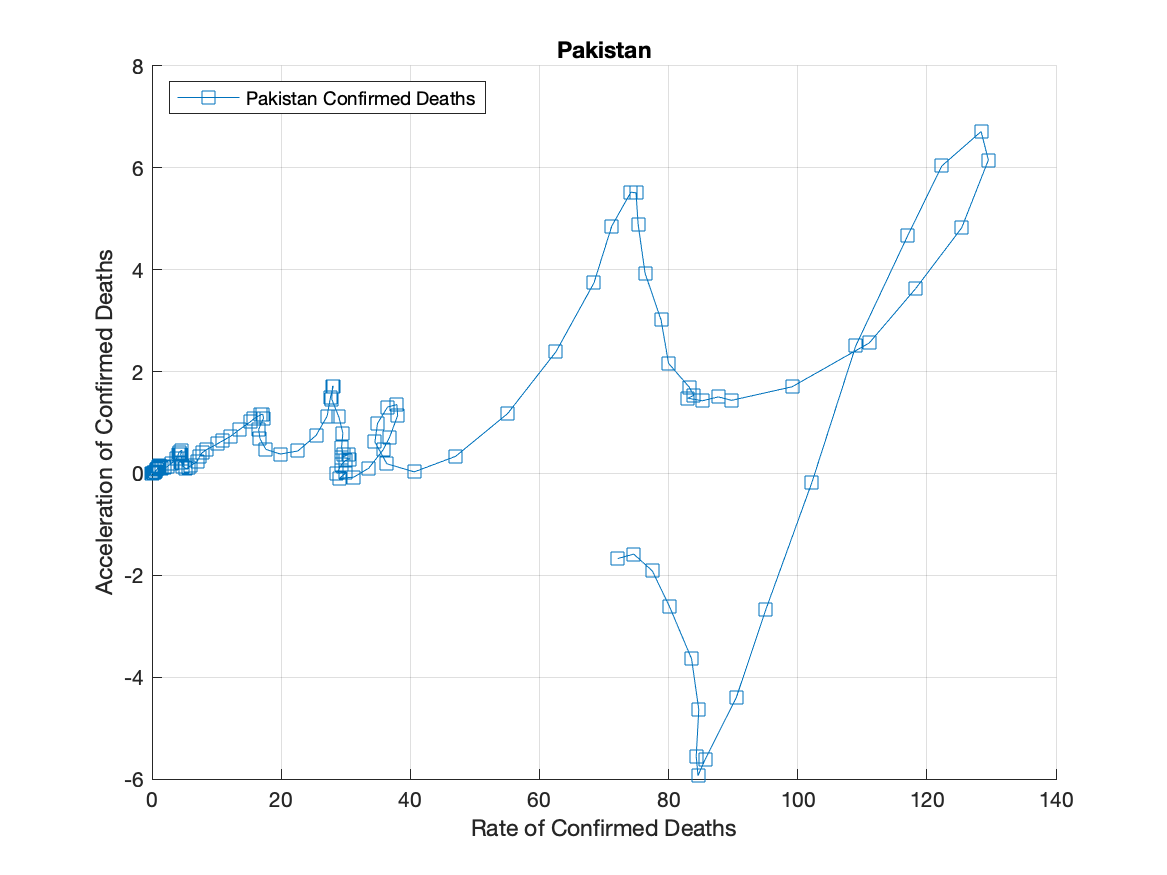 Pakistan
Pakistan Confirmed Deaths
8
6
4
2
0
-2
-4
-6
Acceleration of Confirmed Deaths
0 20 40 60 80 100 120 140
Rate of Confirmed Deaths